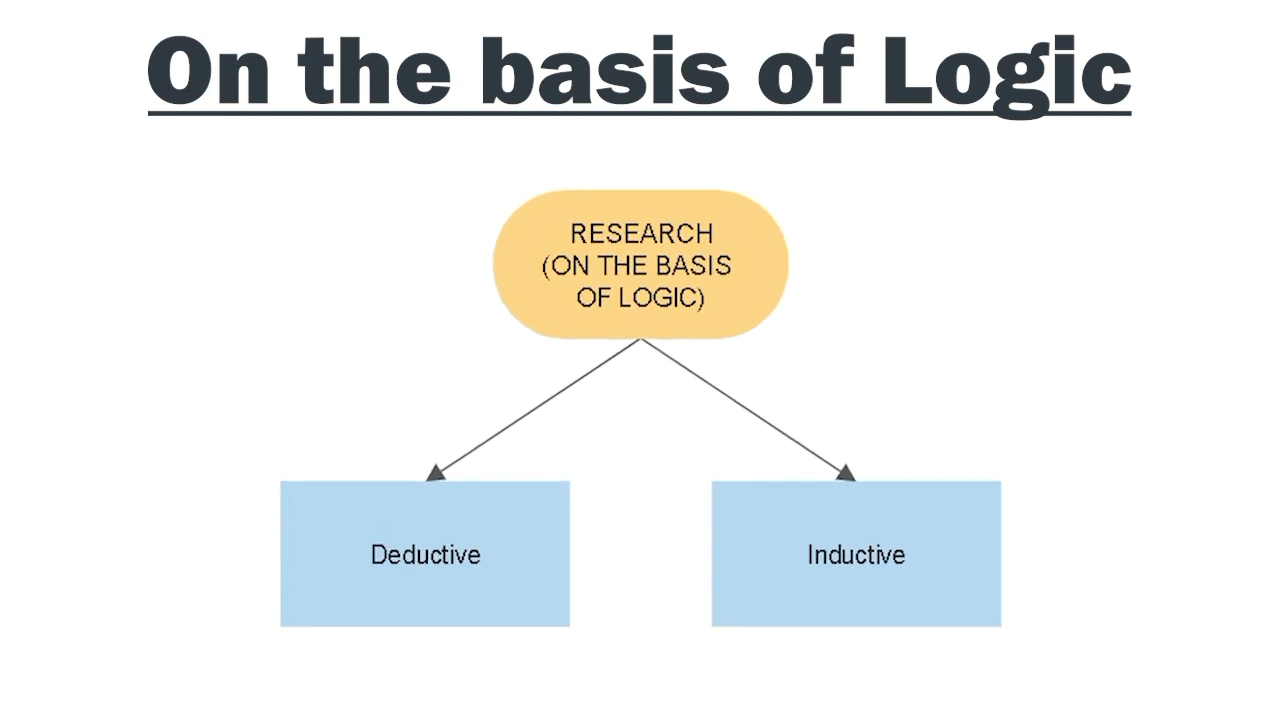 On the basis of Logic
RESEARCH
(ON THE BASIS
OF LOGIC)
Deductive
Inductive